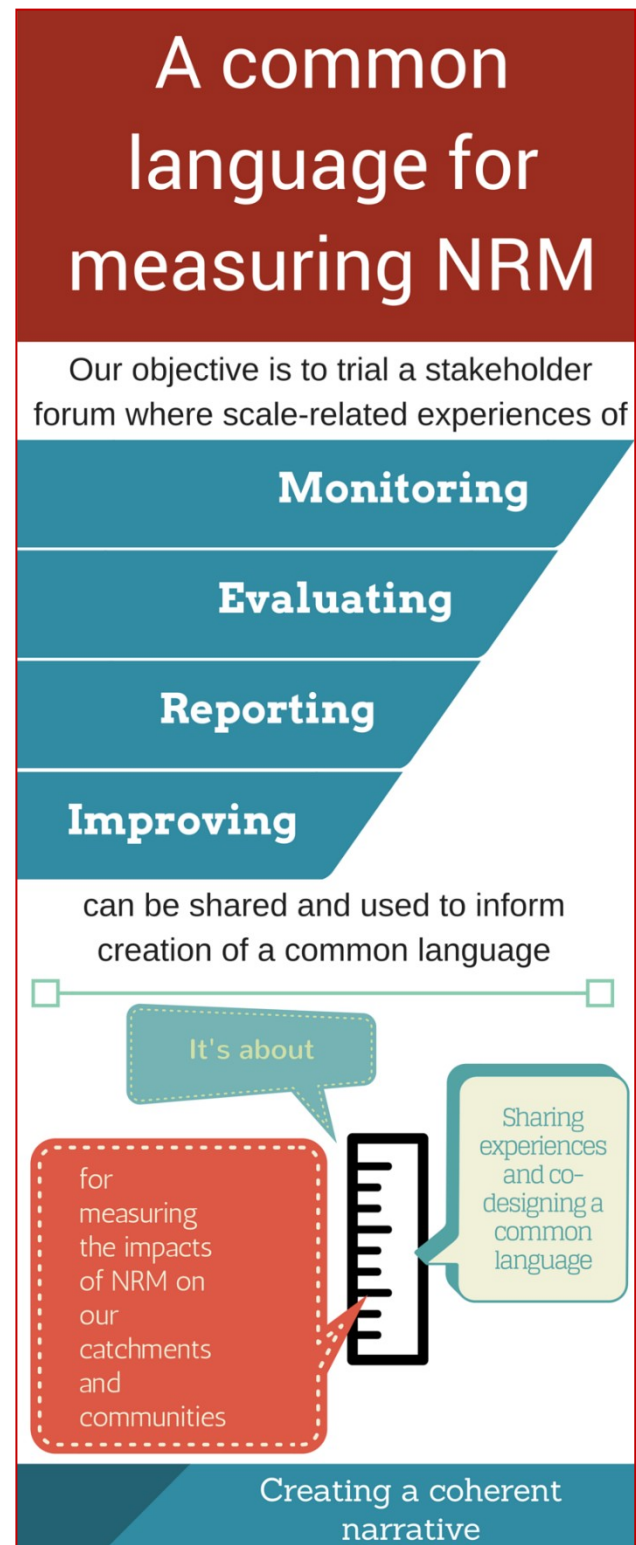 A common
language for
measuring NRM
Our objective is to trial a stakeholder
forum where scale-related experiences of
Monitoring
Evaluating
Reporting
Improving
can be shared and used to inform
creation of a common language
It's about
Sharing
experiences
and co-
designing a
common
language
for
measuring
the impacts
of NRM on
our
catchments
and
communities
Creating a coherent
narrative